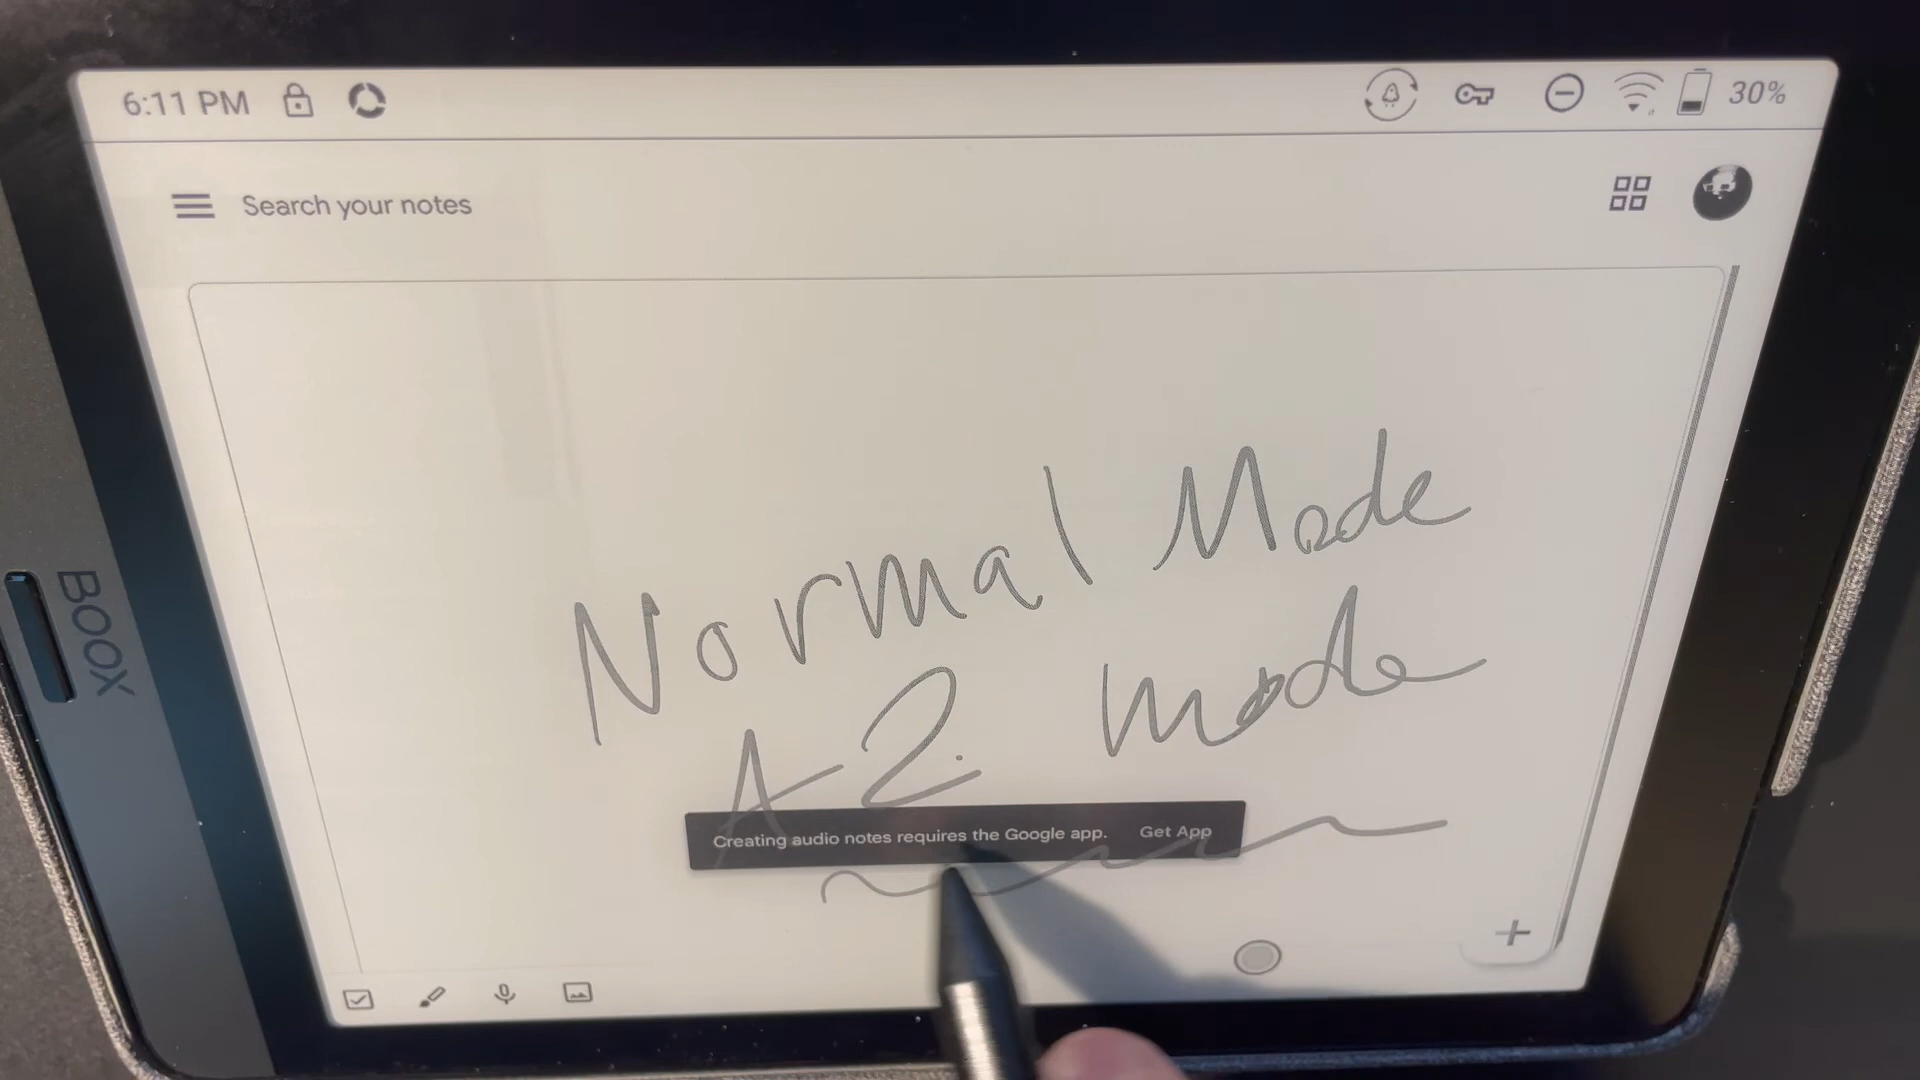 6:11 PM
30%
Search your notes
Normal Mode
A2 mode
Creating audio notes requires the Google app. Get App
BOOX